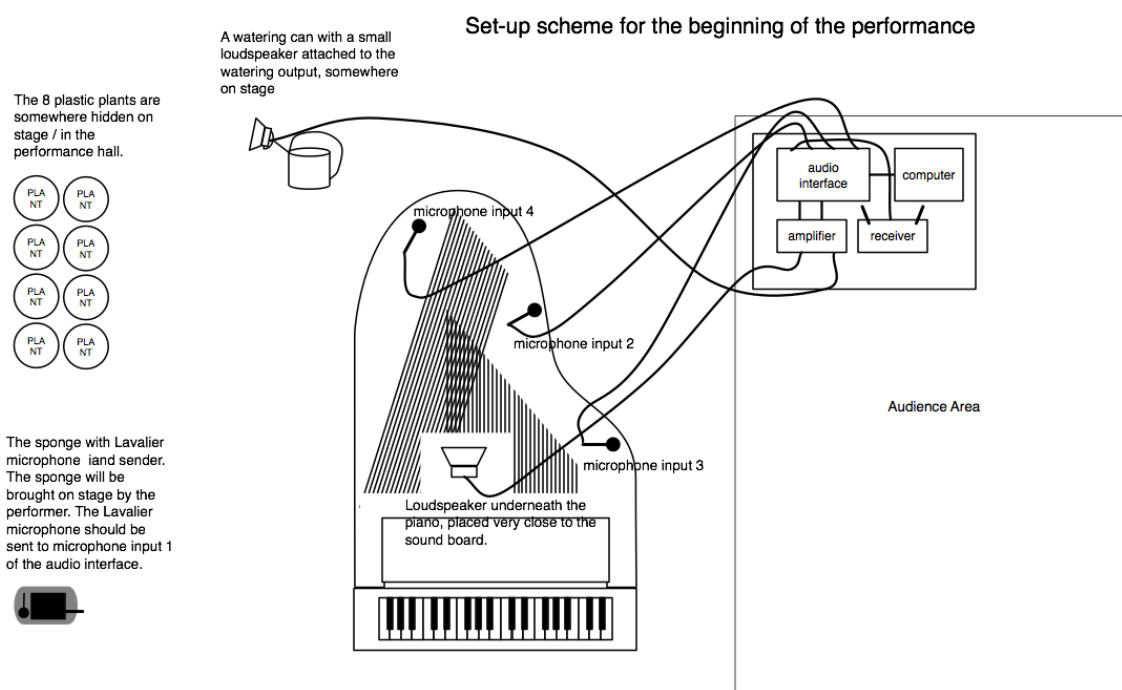 Set-up scheme for the beginning of the performance
A watering can with a small
loudspeaker attached to the
watering output, somewhere
on stage
The 8 plastic plants are
somewhere hidden on
stage / in the
performance hall.
PLA
NT
PLA
NT
PLA
NT
PLA
NT
PLA
NT
PLA
NT
PLA
NT
PLA
NT
The sponge with Lavalier
microphone iand sender.
The sponge will be
brought on stage by the
performer. The Lavalier
microphone should be
sent to microphone input 1
of the audio interface.
microphone input 4
microphone input 2
microphone input 3
Loudspeaker underneath the
piano, placed very close to the
sound board.
audio
interface
computer
amplifier
receiver
Audience Area